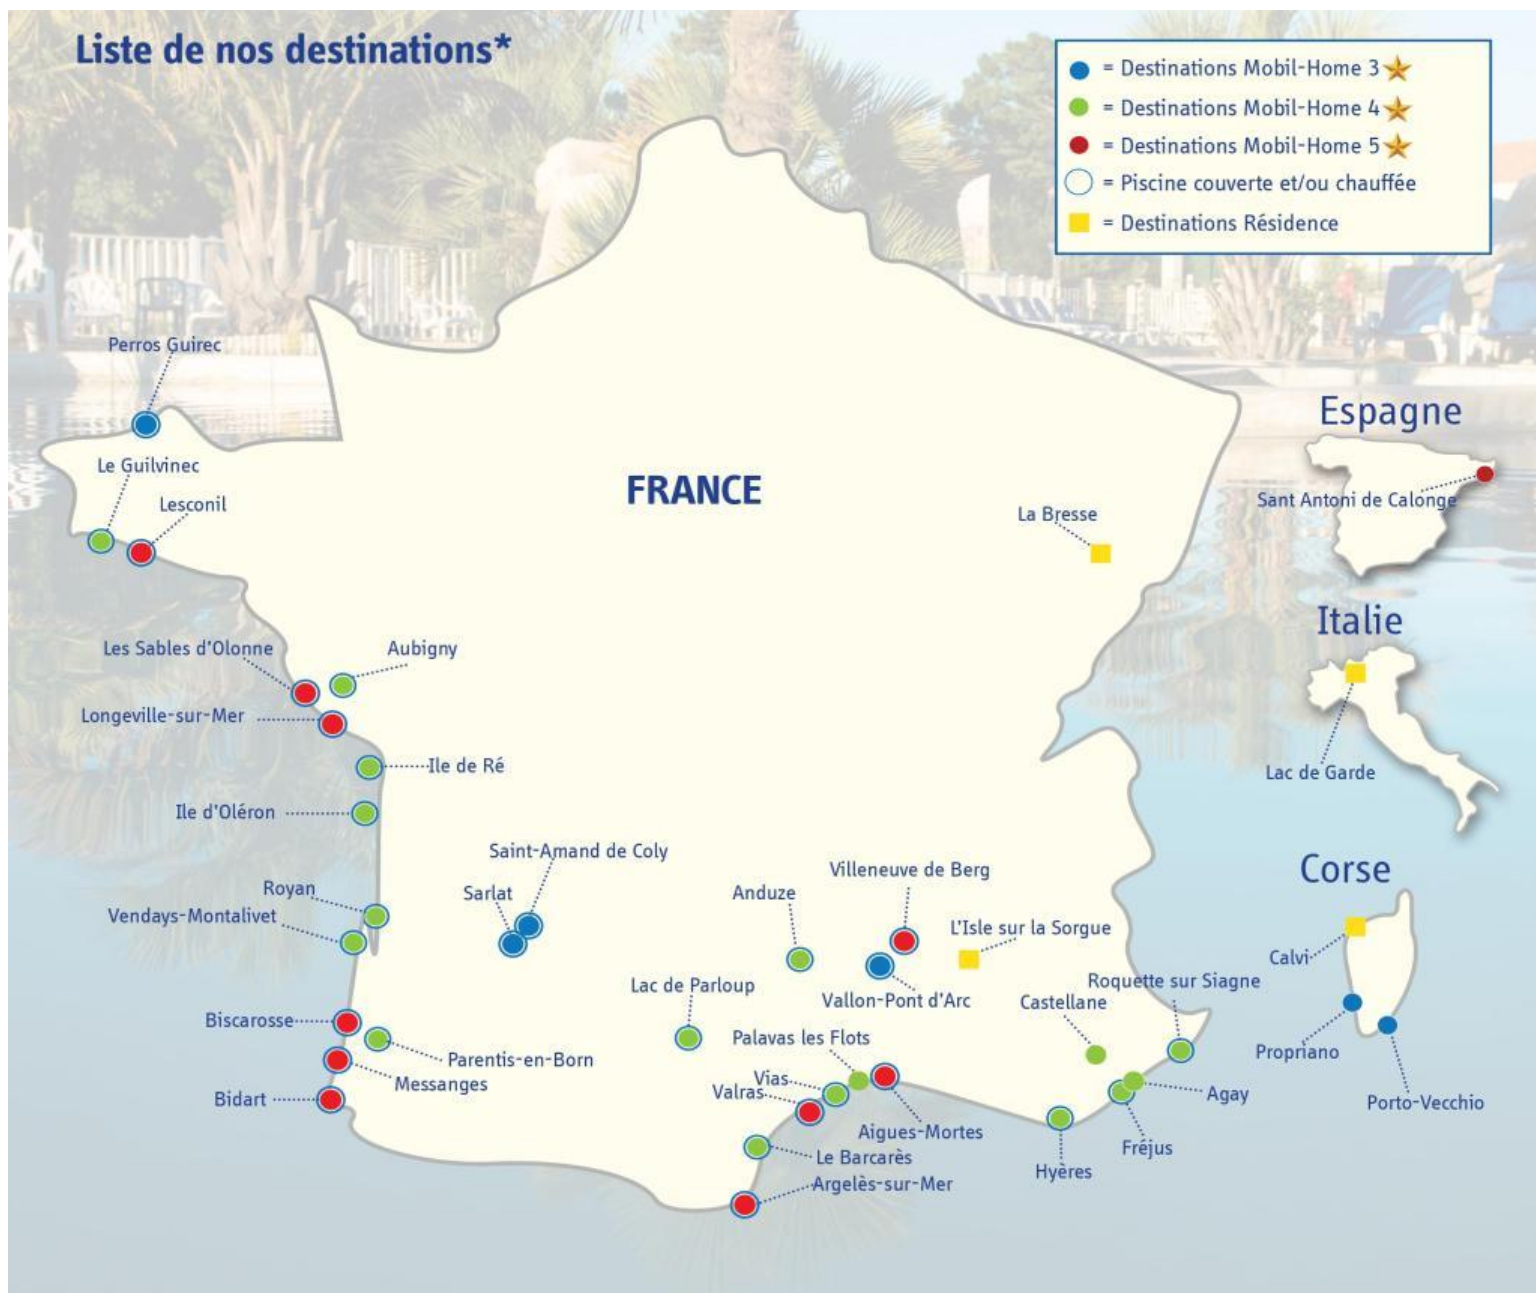 Liste de nos destinations*
= Destinations Mobil-Home 3
= Destinations Mobil-Home 4
= Destinations Mobil-Home 5
= Piscine couverte et/ou chauffée
= Destinations Résidence
Perros Guirec
Espagne
Le Guilvinec
FRANCE
Sant Antoni de Calonge
Lesconil
La Bresse
Italie
Les Sables d'Olonne
Aubigny
Longeville-sur-Mer
Ile de Ré
Lac de Garde
Ile d'Oléron
Saint-Amand de Coly
Corse
Villeneuve de Berg
Royan
Sarlat
Anduze
Vendays-Montalivet
L'Isle sur la Sorgue
Calvi
Lac de Parloup
Roquette sur Siagne
Vallon-Pont d'Arc
Castellane
Biscarosse
Palavas les Flots
Propriano
Parentis-en-Born
Vias
Messanges
Valras
Agay
Bidart
Porto-Vecchio
Aigues-Mortes
Fréjus
Le Barcarès
Hyères
Argelès-sur-Mer